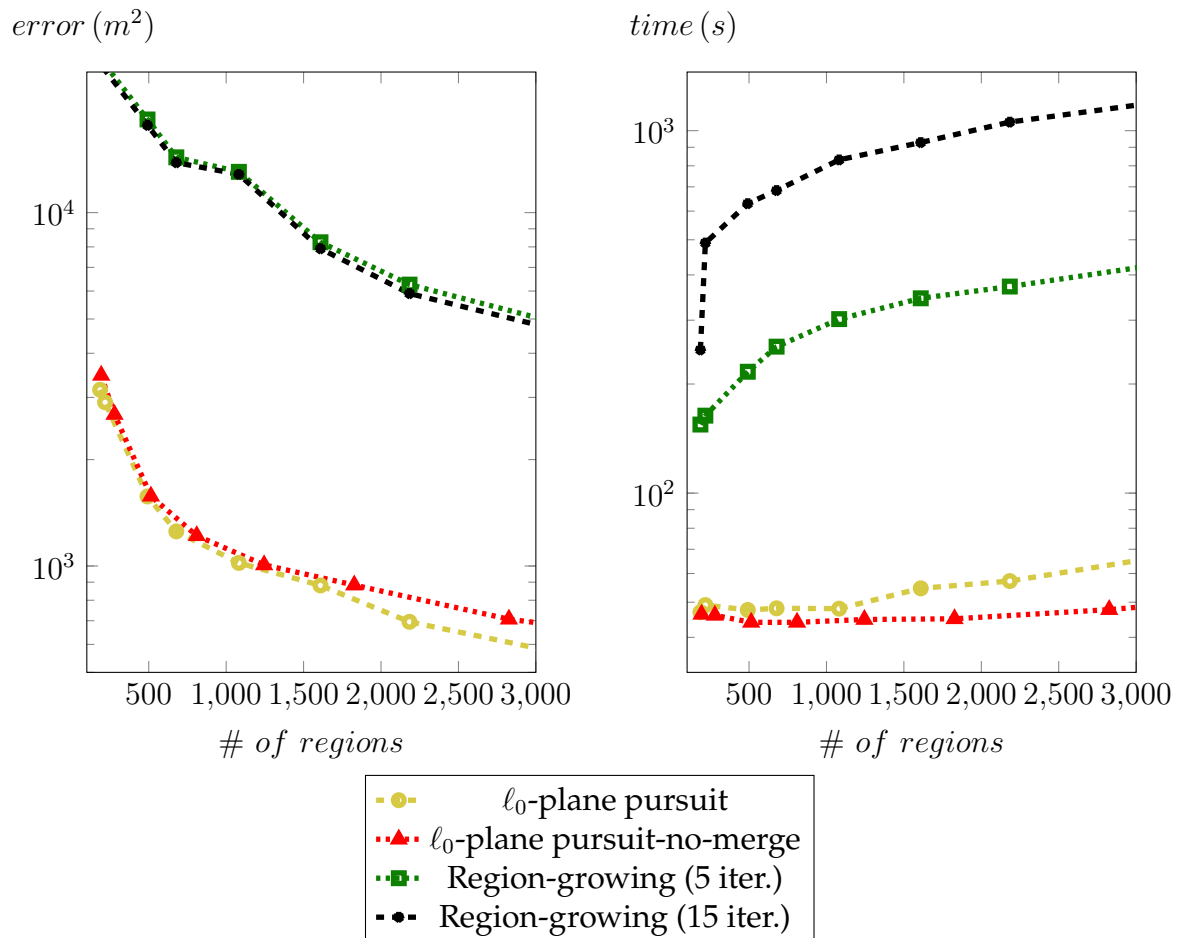 error (m²)
time (s)
10⁴
10³
500 1,000 1,500 2,000 2,500 3,000
# of regions
10³
10²
500 1,000 1,500 2,000 2,500 3,000
# of regions
ℓ₀-plane pursuit
ℓ₀-plane pursuit-no-merge
Region-growing (5 iter.)
Region-growing (15 iter.)